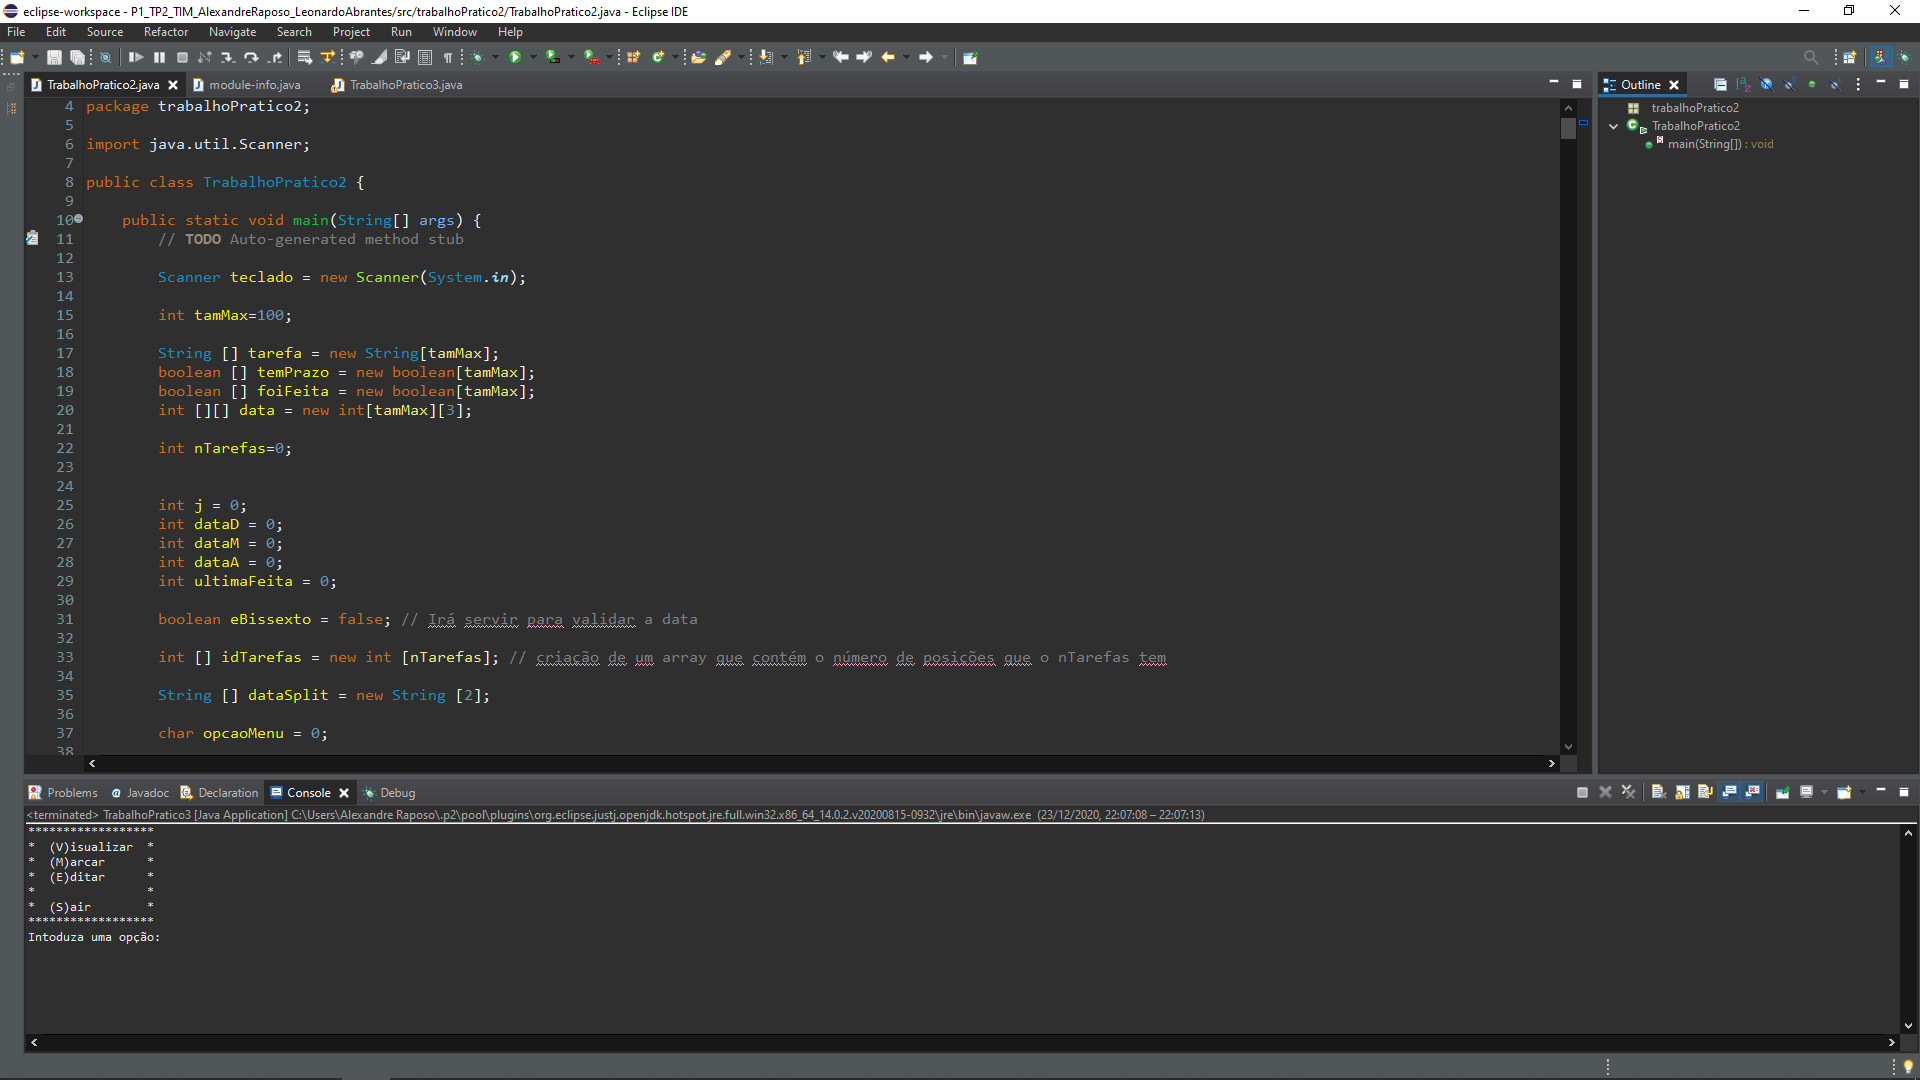 eclipse-workspace - P1_TP2_TIM_AlexandreRaposo_LeonardoAbrantes/src/trabalhoPratico2/TrabalhoPratico2.java - Eclipse IDE
File Edit Source Refactor Navigate Search Project Run Window Help
TrabalhoPratico2.java module-info.java TrabalhoPratico3.java
4 package trabalhoPratico2;
5
6 import java.util.Scanner;
7
8 public class TrabalhoPratico2 {
9
10 public static void main(String[] args) {
11 // TODO Auto-generated method stub
12
13 Scanner teclado = new Scanner(System.in);
14
15 int tamMax=100;
16
17 String [] tarefa = new String[tamMax];
18 boolean [] temPrazo = new boolean[tamMax];
19 boolean [] foiFeita = new boolean[tamMax];
20 int [][] data = new int[tamMax][3];
21
22 int nTarefas=0;
23
24
25 int j = 0;
26 int dataD = 0;
27 int dataM = 0;
28 int dataA = 0;
29 int ultimaFeita = 0;
30
31 boolean eBissexto = false; // Irá servir para validar a data
32
33 int [] idTarefas = new int [nTarefas]; // criação de um array que contém o número de posições que o nTarefas tem
34
35 String [] dataSplit = new String [2];
36
37 char opcaoMenu = 0;
38
Outline
trabalhoPratico2
TrabalhoPratico2
main(String[]) : void
Problems Javadoc Declaration Console Debug
<terminated> TrabalhoPratico3 [Java Application] C:\Users\Alexandre Raposo\.p2\pool\plugins\org.eclipse.justj.openjdk.hotspot.jre.full.win32.x86_64_14.0.2.v20200815-0932\jre\bin\javaw.exe (23/12/2020, 22:07:08 – 22:07:13)
******************
* (V)isualizar *
* (M)arcar *
* (E)ditar *
* *
* (S)air *
******************
Intoduza uma opção: